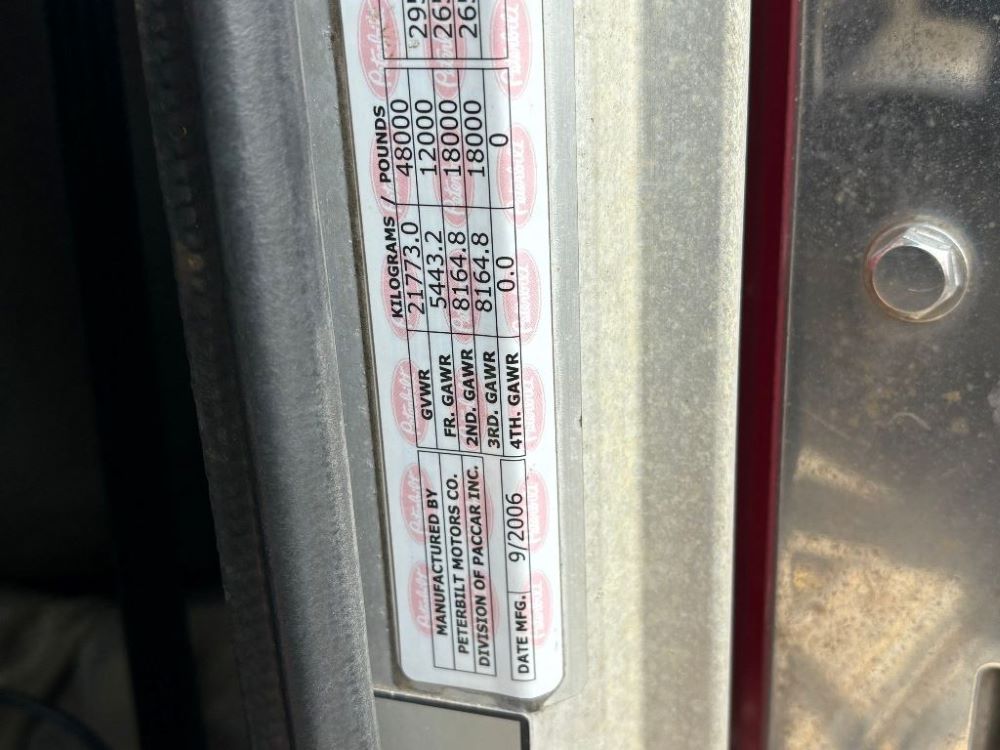 KILOGRAMS / POUNDS
MANUFACTURED BY GVWR 21773.0 48000
PETERBILT MOTORS CO. FR. GAWR 5443.2 12000
DIVISION OF PACCAR INC. 2ND. GAWR 8164.8 18000
3RD. GAWR 8164.8 18000
DATE MFG. 9/2006 4TH. GAWR 0.0 0
Peterbilt